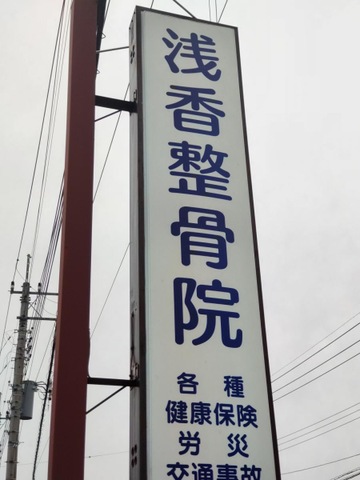 浅香整骨院
各種
健康保険
労災
交通事故